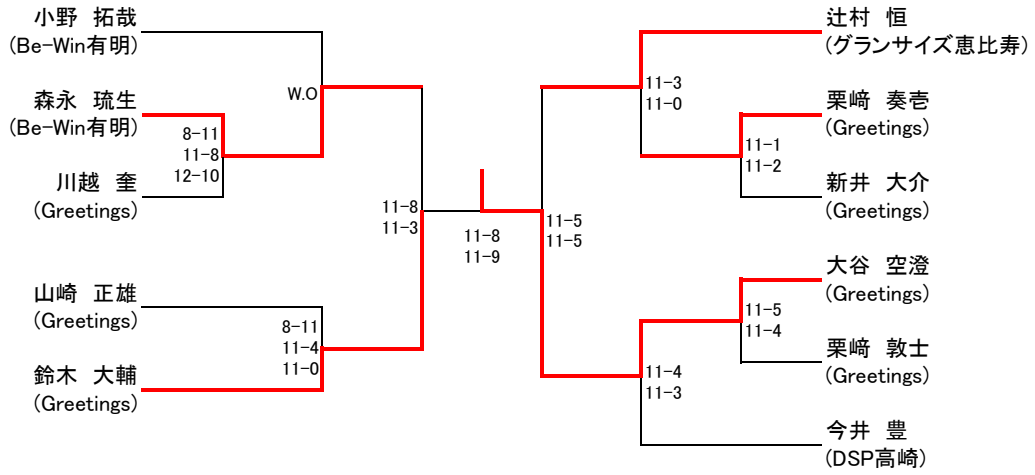 小野 拓哉
(Be-Win有明)
森永 琉生
(Be-Win有明)
川越 奎
(Greetings)
山崎 正雄
(Greetings)
鈴木 大輔
(Greetings)
W.O
8-11
11-8
12-10
8-11
11-4
11-0
11-8
11-3
11-8
11-9
11-5
11-5
11-3
11-0
11-1
11-2
11-5
11-4
11-4
11-3
辻村 恒
(グランサイズ恵比寿)
栗﨑 奏壱
(Greetings)
新井 大介
(Greetings)
大谷 空澄
(Greetings)
栗﨑 敦士
(Greetings)
今井 豊
(DSP高崎)